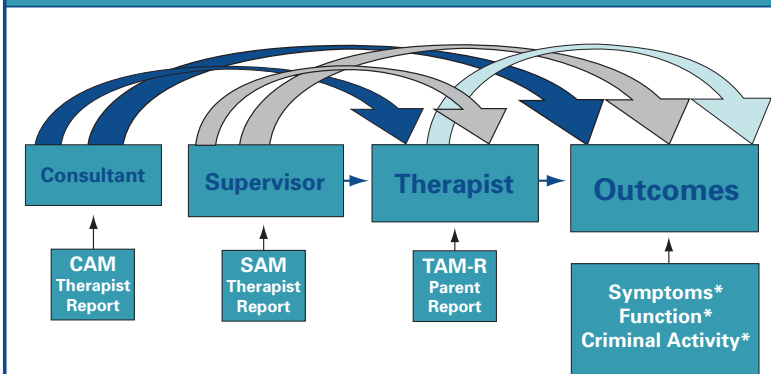 Consultant
Supervisor
Therapist
Outcomes
CAM
Therapist
Report
SAM
Therapist
Report
TAM-R
Parent
Report
Symptoms*
Function*
Criminal Activity*